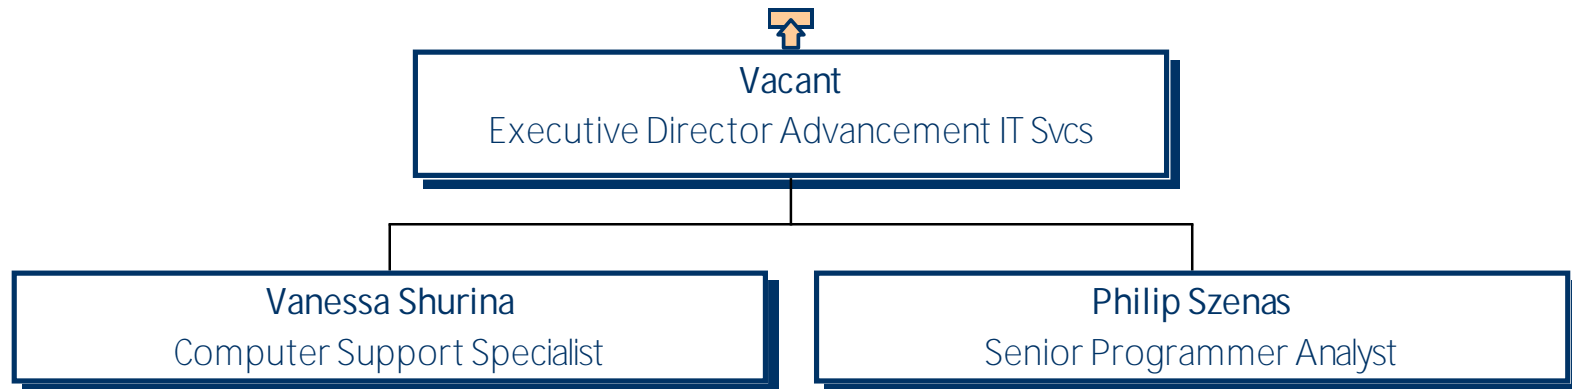 Vacant
Executive Director Advancement IT Svcs
Vanessa Shurina
Computer Support Specialist
Philip Szenas
Senior Programmer Analyst